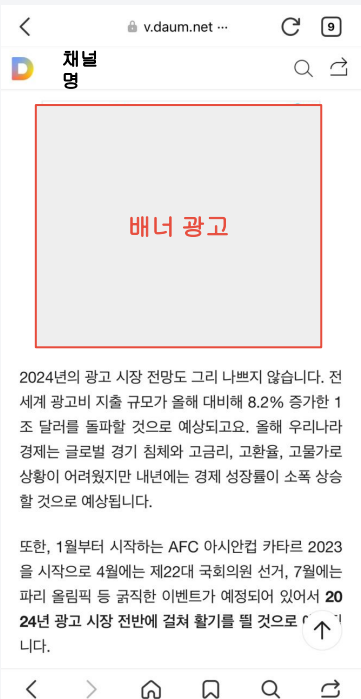 v.daum.net ···
9
채널
명
배너 광고
2024년의 광고 시장 전망도 그리 나쁘지 않습니다. 전
세계 광고비 지출 규모가 올해 대비해 8.2% 증가한 1
조 달러를 돌파할 것으로 예상되고요. 올해 우리나라
경제는 글로벌 경기 침체와 고금리, 고환율, 고물가로
상황이 어려웠지만 내년에는 경제 성장률이 소폭 상승
할 것으로 예상됩니다.
또한, 1월부터 시작하는 AFC 아시안컵 카타르 2023
을 시작으로 4월에는 제22대 국회의원 선거, 7월에는
파리 올림픽 등 굵직한 이벤트가 예정되어 있어서 20
24년 광고 시장 전반에 걸쳐 활기를 띌 것으로
니다.